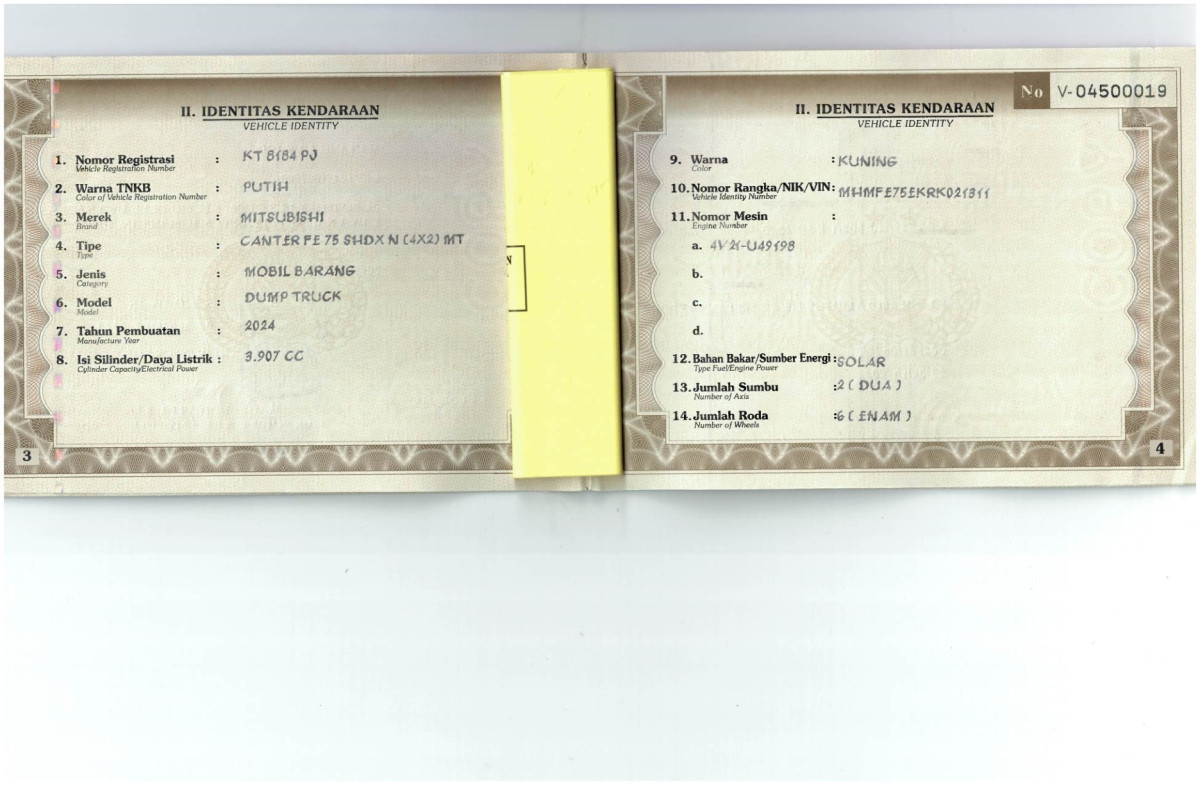 II. IDENTITAS KENDARAAN
VEHICLE IDENTITY
1. Nomor Registrasi : KT 8184 PJ
Vehicle Registration Number
2. Warna TNKB : PUTIH
Color of Vehicle Registration Number
3. Merek : MITSUBISHI
Brand
4. Tipe : CANTER FE 75 SHDX N (4X2) MT
Type
5. Jenis : MOBIL BARANG
Category
6. Model : DUMP TRUCK
Model
7. Tahun Pembuatan : 2024
Manufacture Year
8. Isi Silinder/Daya Listrik : 3.907 CC
Cylinder Capacity/Electrical Power
3
N
No V-04500019
II. IDENTITAS KENDARAAN
VEHICLE IDENTITY
9. Warna : KUNING
Color
10. Nomor Rangka/NIK/VIN: MHMFE75EKRK021311
Vehicle Identity Number
11. Nomor Mesin :
Engine Number
a. 4V21-U49198
b.
c.
d.
12. Bahan Bakar/Sumber Energi : SOLAR
Type Fuel/Engine Power
13. Jumlah Sumbu : 2 ( DUA )
Number of Axis
14. Jumlah Roda : 6 ( ENAM )
Number of Wheels
4